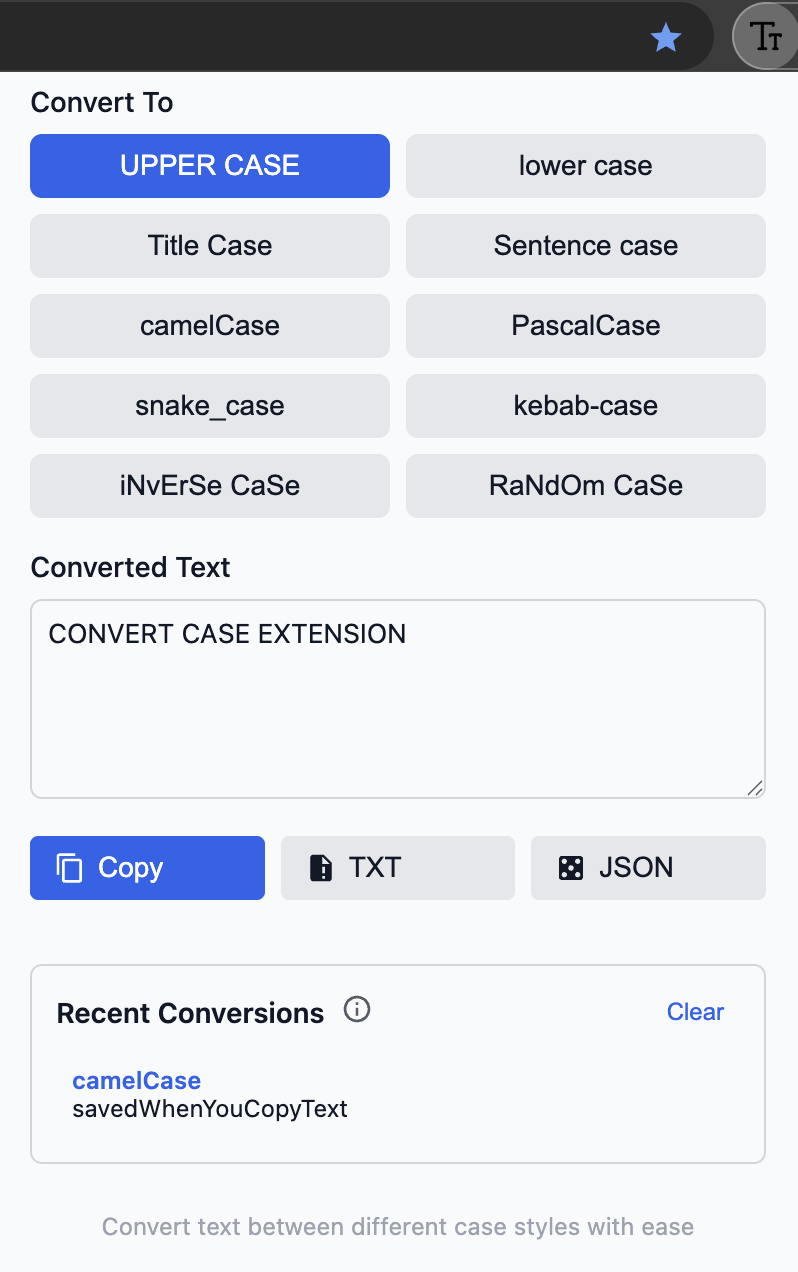 Tt
Convert To
UPPER CASE
lower case
Title Case
Sentence case
camelCase
PascalCase
snake_case
kebab-case
iNvErSe CaSe
RaNdOm CaSe
Converted Text
CONVERT CASE EXTENSION
Copy
TXT
JSON
Recent Conversions
Clear
camelCase
savedWhenYouCopyText
Convert text between different case styles with ease